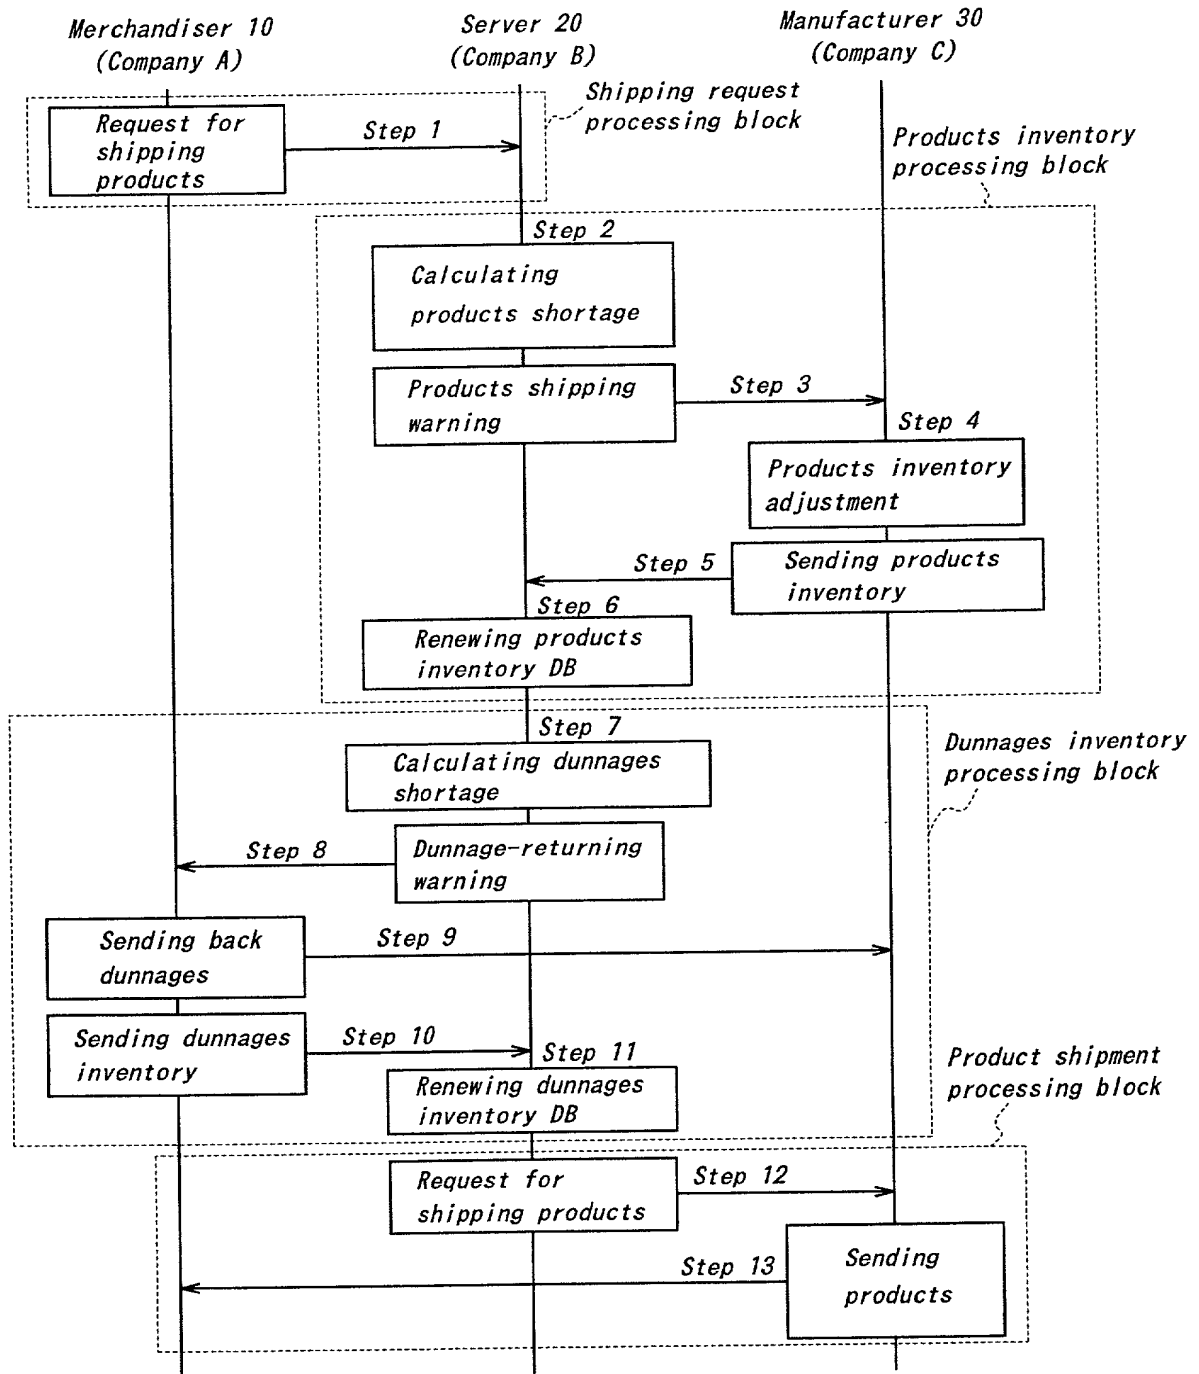 Merchandiser 10
(Company A)
Server 20
(Company B)
Manufacturer 30
(Company C)
Shipping request
processing block
Request for
shipping
products
Step 1
Products inventory
processing block
Step 2
Calculating
products shortage
Products shipping
warning
Step 3
Step 4
Products inventory
adjustment
Step 5
Sending products
inventory
Step 6
Renewing products
inventory DB
Step 7
Calculating dunnages
shortage
Dunnages inventory
processing block
Step 8
Dunnage-returning
warning
Sending back
dunnages
Step 9
Sending dunnages
inventory
Step 10
Step 11
Renewing dunnages
inventory DB
Product shipment
processing block
Request for
shipping products
Step 12
Step 13
Sending
products